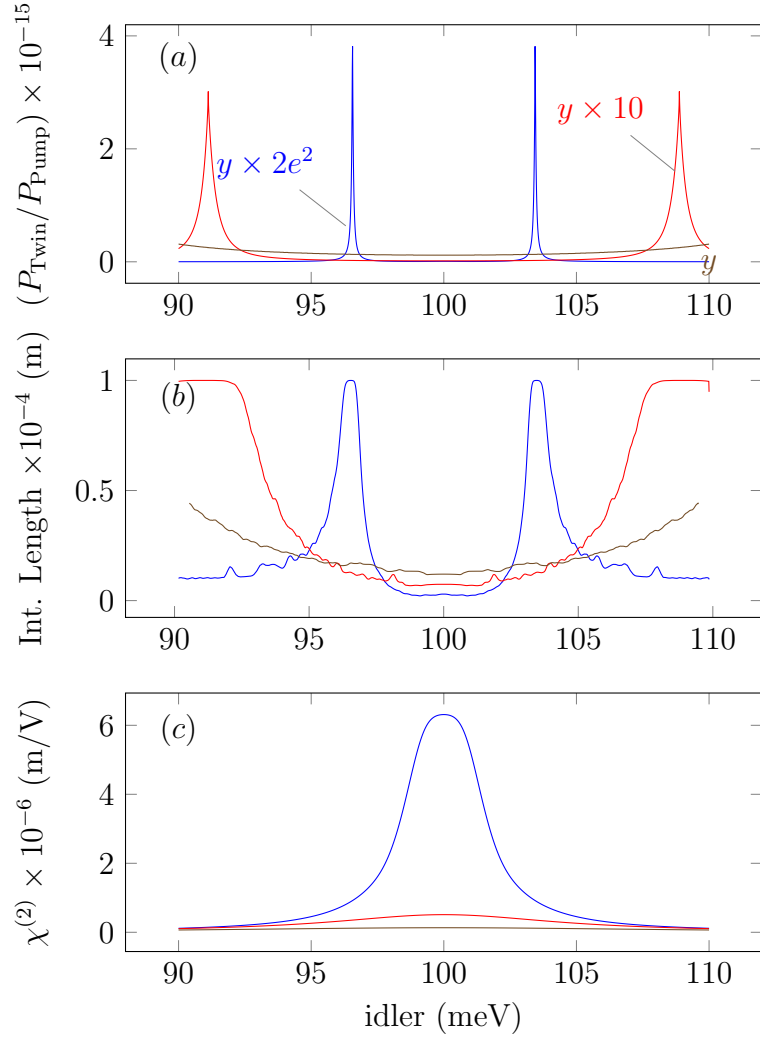 (P_Twin/P_Pump) × 10^−15
4
2
0
(a)
y × 2e^2
y × 10
y
90
95
100
105
110
Int. Length ×10^−4 (m)
1
0.5
0
(b)
90
95
100
105
110
χ^(2) × 10^−6 (m/V)
6
4
2
0
(c)
90
95
100
105
110
idler (meV)